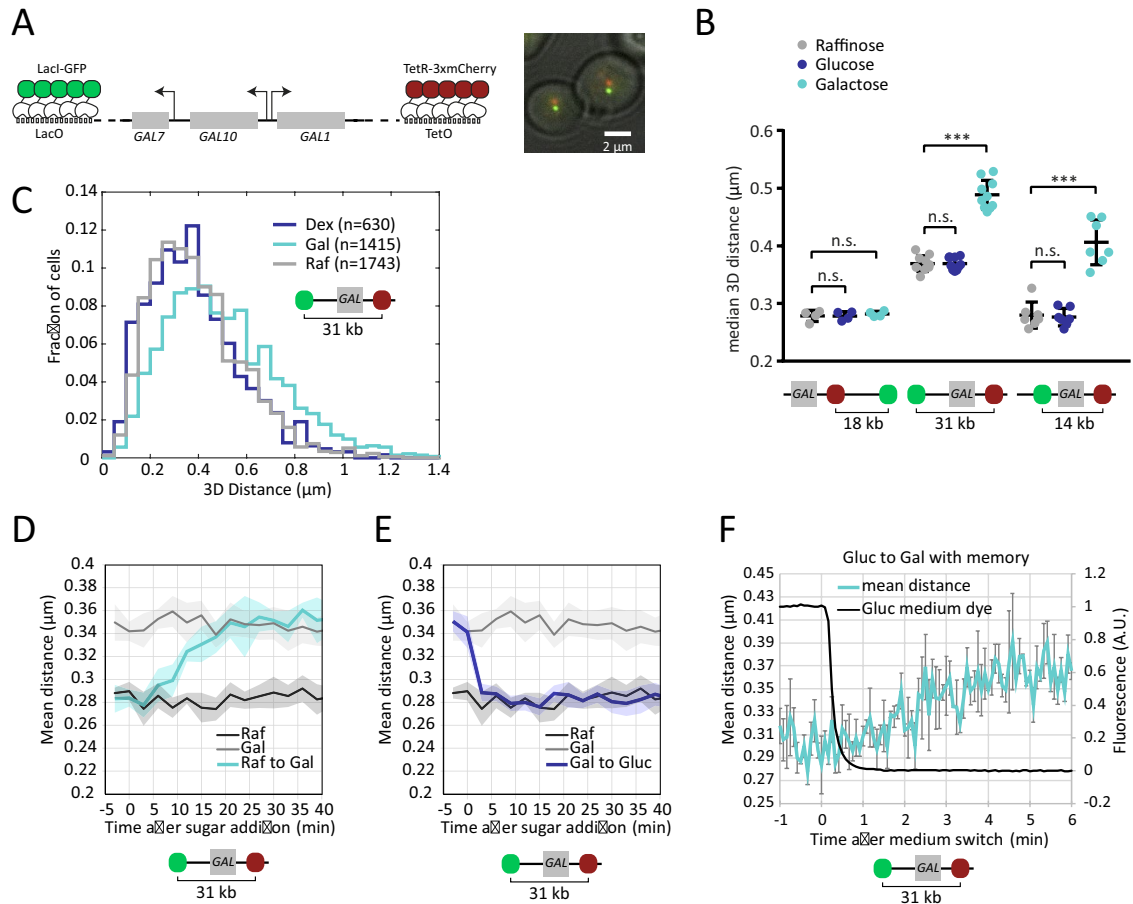 A
LacI-GFP
TetR-3xmCherry
LacO
GAL7
GAL10
GAL1
TetO
2 µm
B
Raffinose
Glucose
Galactose
median 3D distance (µm)
0.6
0.5
0.4
0.3
0.2
n.s.
n.s.
***
n.s.
***
n.s.
GAL
18 kb
GAL
31 kb
GAL
14 kb
C
Frac☒on of cells
0.14
0.12
0.10
0.08
0.06
0.04
0.02
0
Dex (n=630)
Gal (n=1415)
Raf (n=1743)
GAL
31 kb
0 0.2 0.4 0.6 0.8 1 1.2 1.4
3D Distance (µm)
D
Mean distance (µm)
0.4
0.38
0.36
0.34
0.32
0.3
0.28
0.26
0.24
0.22
0.2
Raf
Gal
Raf to Gal
-5 0 5 10 15 20 25 30 35 40
Time a☒er sugar addi☒on (min)
GAL
31 kb
E
Mean distance (µm)
0.4
0.38
0.36
0.34
0.32
0.3
0.28
0.26
0.24
0.22
0.2
Raf
Gal
Gal to Gluc
-5 0 5 10 15 20 25 30 35 40
Time a☒er sugar addi☒on (min)
GAL
31 kb
F
Gluc to Gal with memory
mean distance
Gluc medium dye
Mean distance (µm)
0.45
0.43
0.41
0.39
0.37
0.35
0.33
0.31
0.29
0.27
0.25
1.2
1
0.8
0.6
0.4
0.2
0
-0.2
Fluorescence (A.U.)
-1 0 1 2 3 4 5 6
Time a☒er medium switch (min)
GAL
31 kb